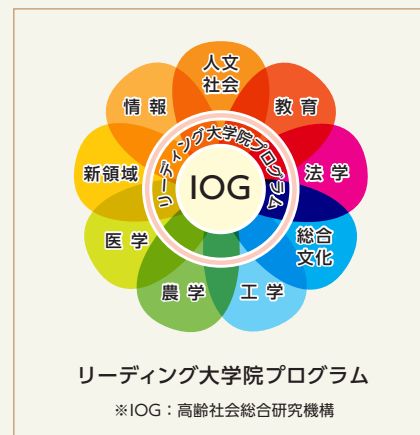 人文
社会
教育
法学
総合
文化
工学
農学
医学
新領域
情報
リーディング大学院プログラム
IOG
リーディング大学院プログラム
※IOG：高齢社会総合研究機構